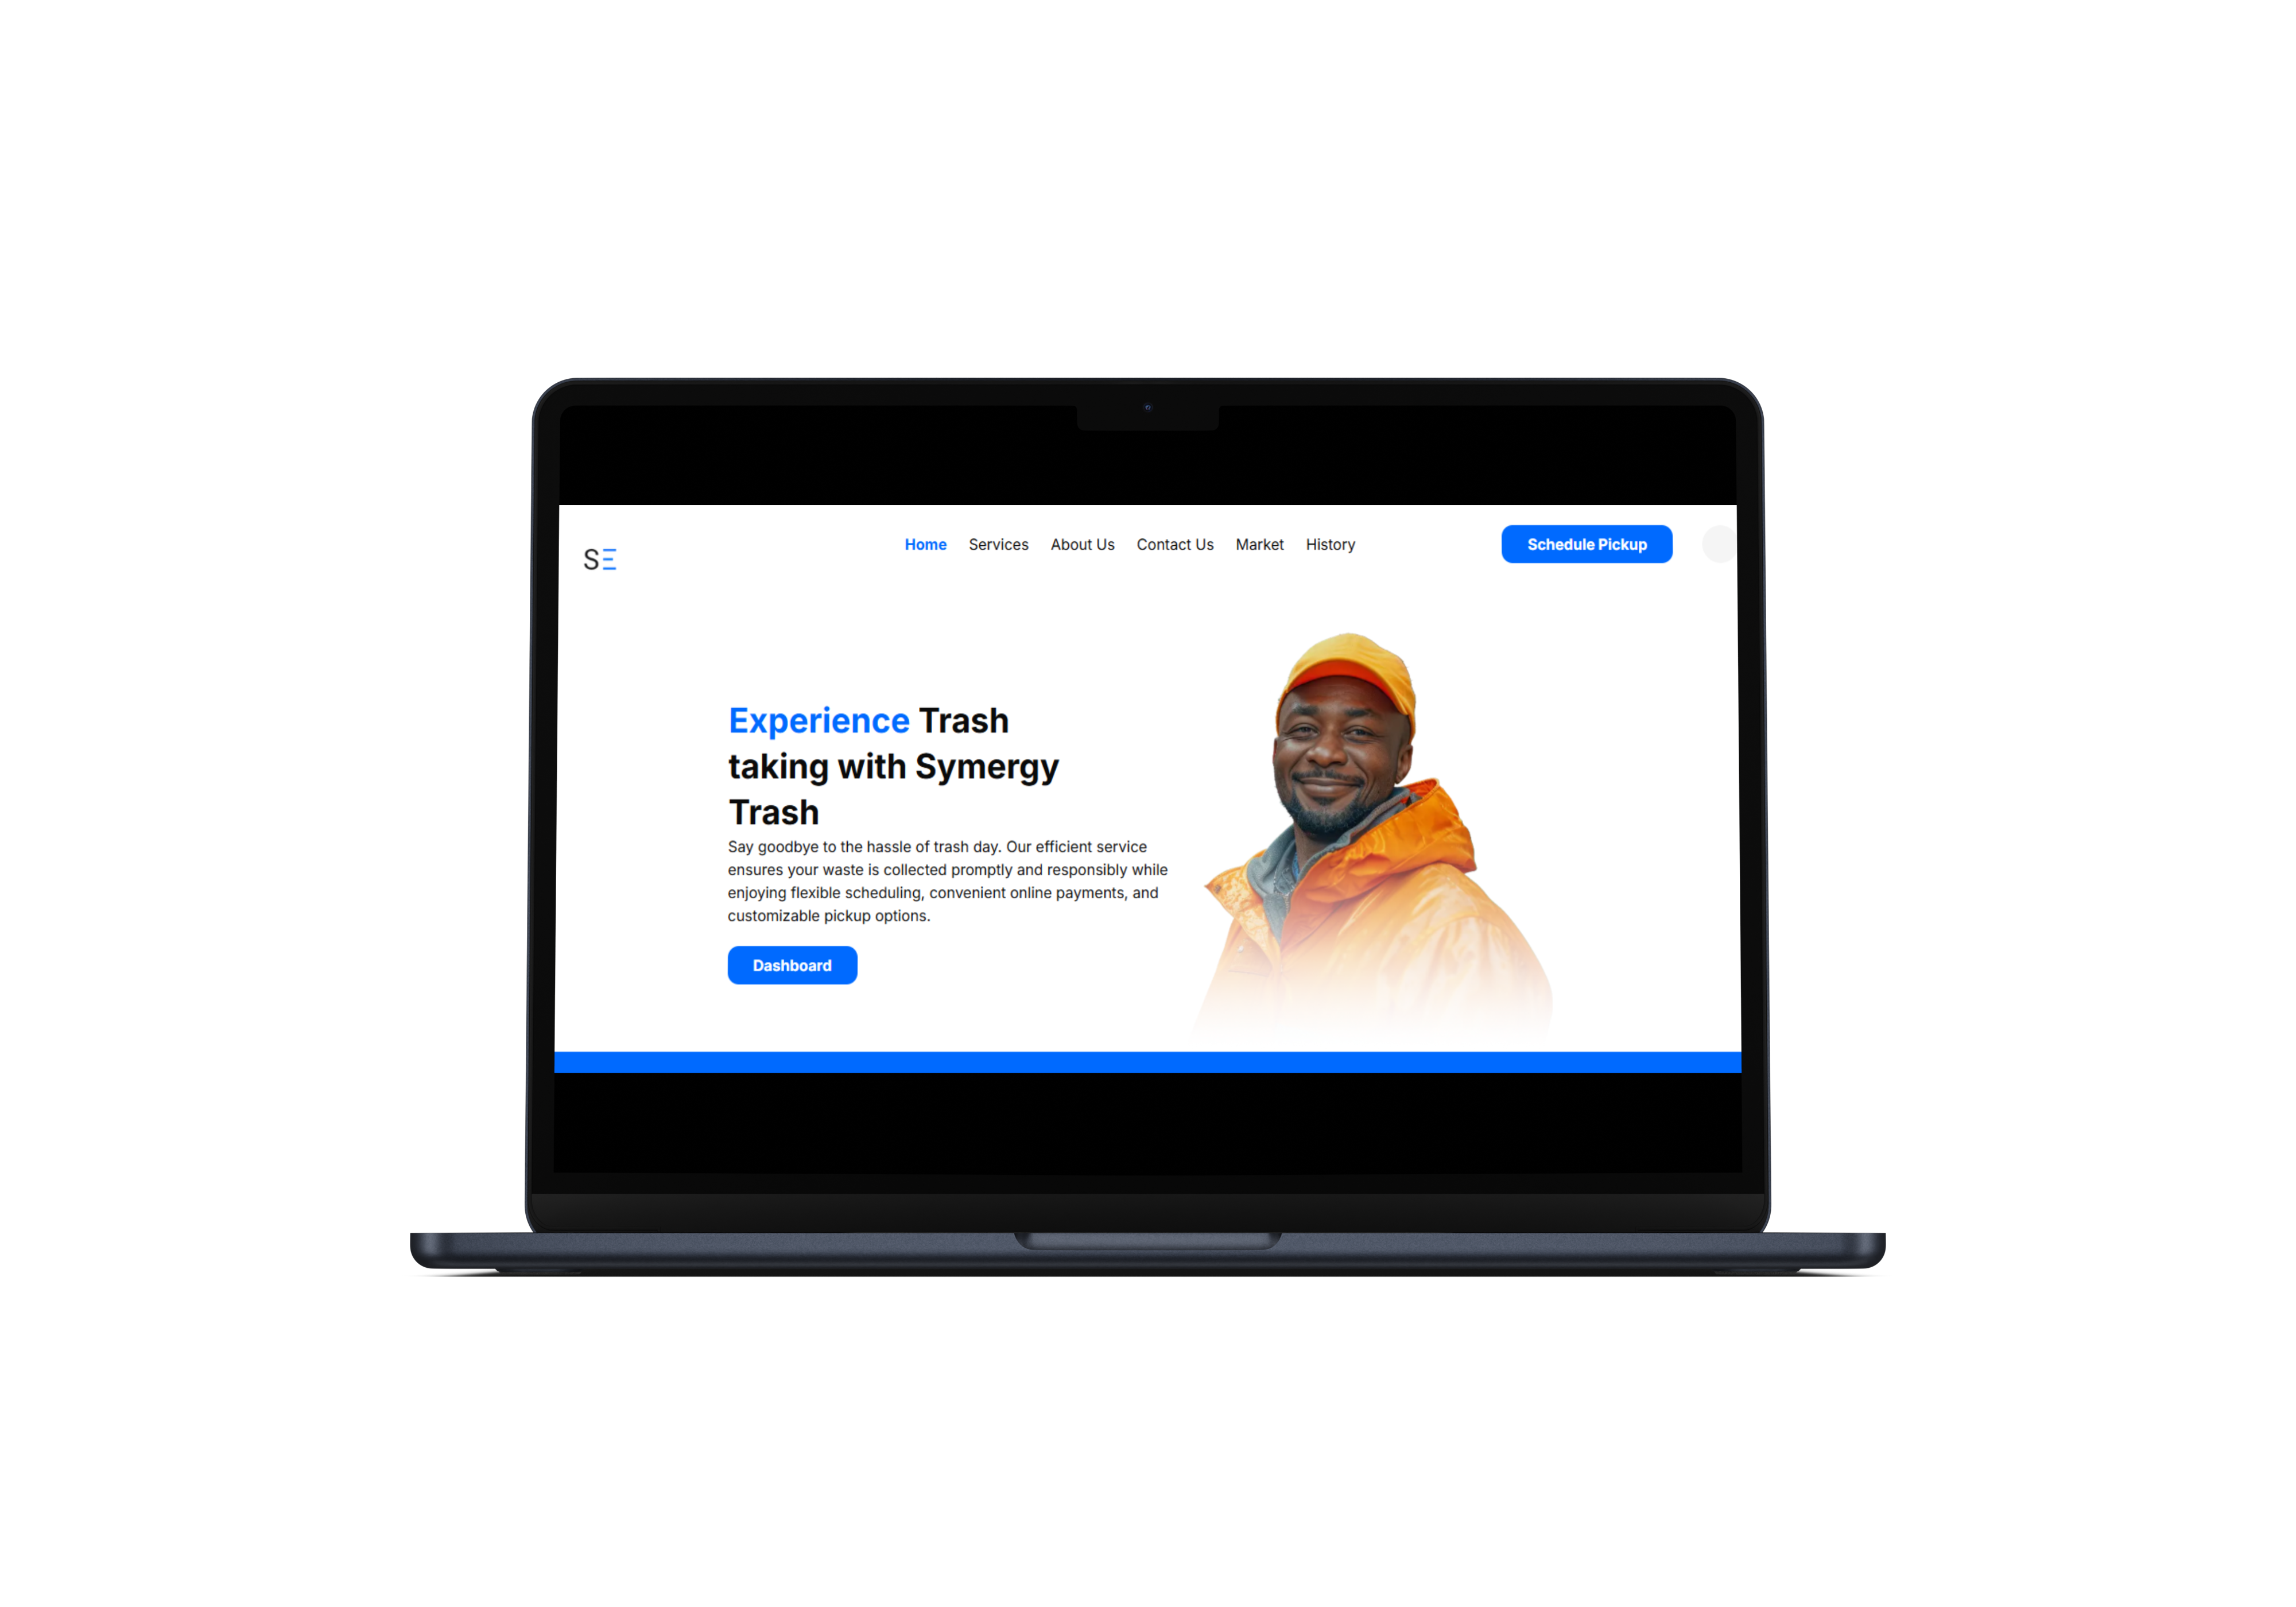 SE
Home Services About Us Contact Us Market History
Schedule Pickup
Experience Trash
taking with Symergy
Trash
Say goodbye to the hassle of trash day. Our efficient service
ensures your waste is collected promptly and responsibly while
enjoying flexible scheduling, convenient online payments, and
customizable pickup options.
Dashboard